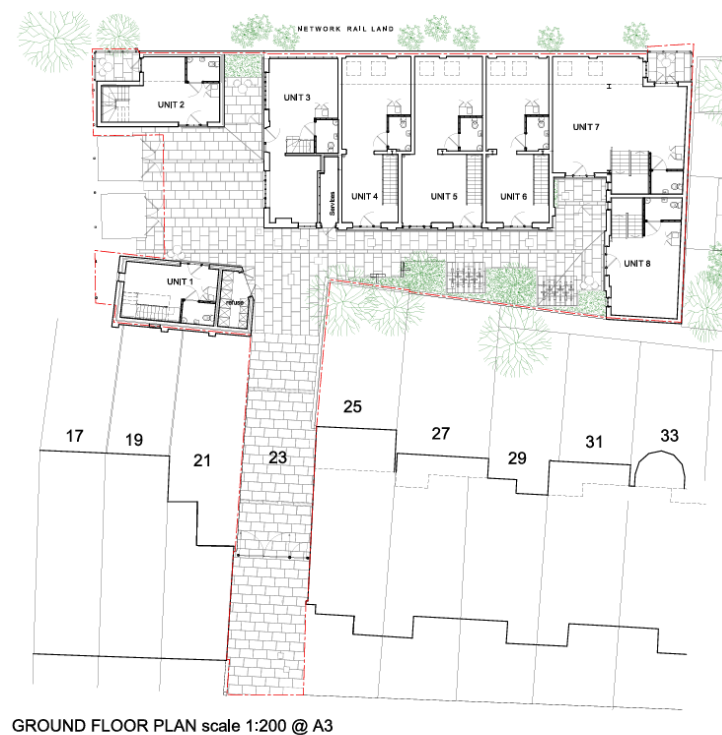 NETWORK RAIL LAND
UNIT 2
UNIT 3
UNIT 7
UNIT 4
UNIT 5
UNIT 6
Services
UNIT 8
UNIT 1
refuse
25
17
19
21
23
27
29
31
33
GROUND FLOOR PLAN scale 1:200 @ A3